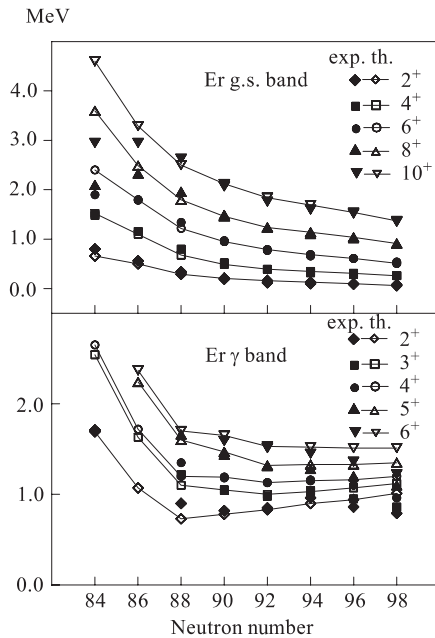 MeV
exp. th.
Er g.s. band
2+
4.0
4+
6+
3.0
8+
10+
2.0
1.0
0.0
exp. th.
Er γ band
2+
2.0
3+
4+
5+
6+
1.0
0.0
84 86 88 90 92 94 96 98
Neutron number